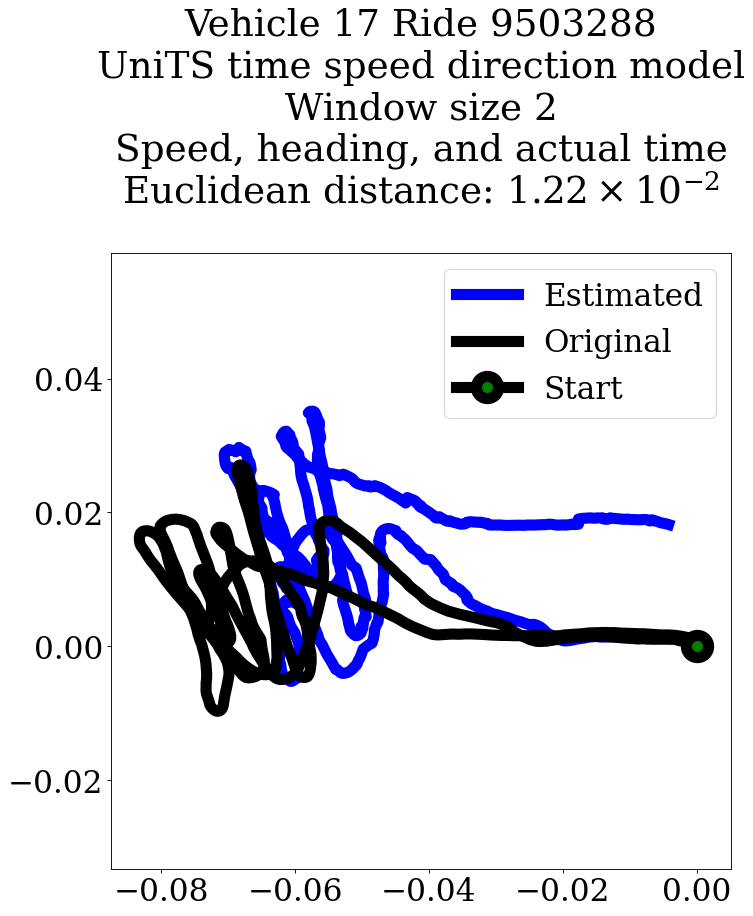 Vehicle 17 Ride 9503288
UniTS time speed direction model
Window size 2
Speed, heading, and actual time
Euclidean distance: 1.22 × 10⁻²
Estimated
Original
Start
0.04
0.02
0.00
−0.02
−0.08 −0.06 −0.04 −0.02 0.00